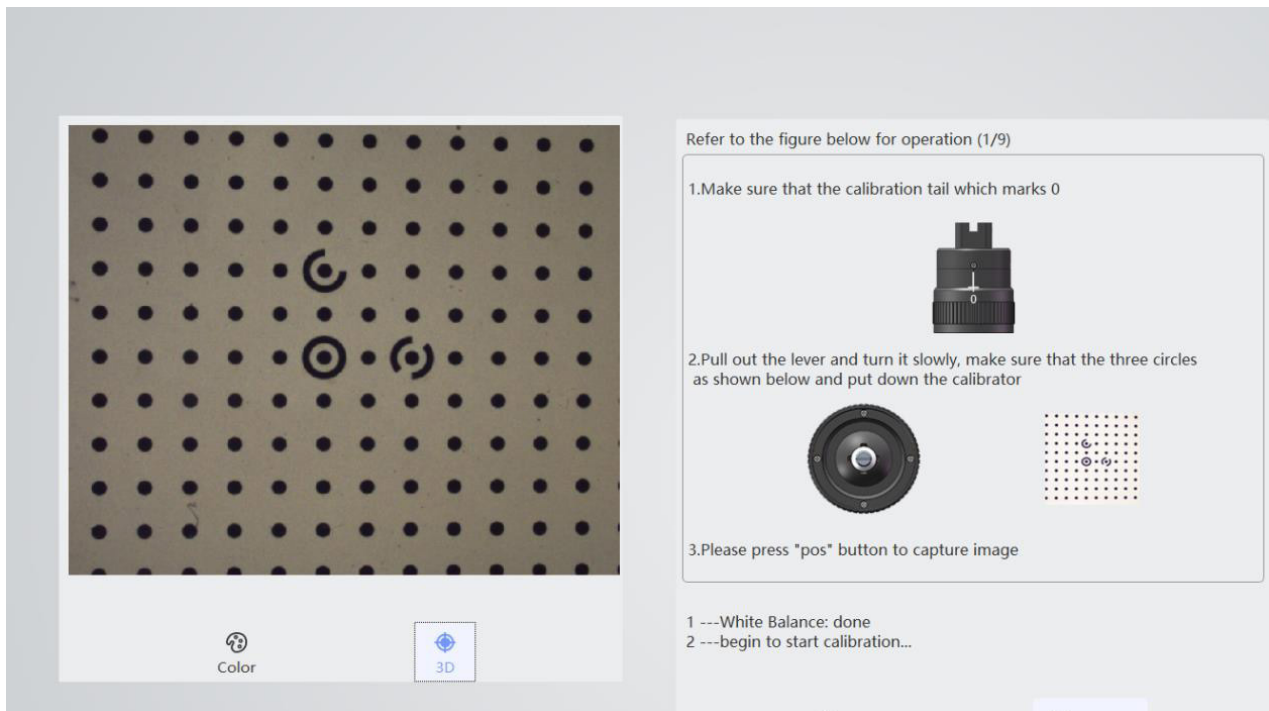 Refer to the figure below for operation (1/9)
1.Make sure that the calibration tail which marks 0
0
2.Pull out the lever and turn it slowly, make sure that the three circles
as shown below and put down the calibrator
3.Please press "pos" button to capture image
1 ---White Balance: done
2 ---begin to start calibration...
Color
3D